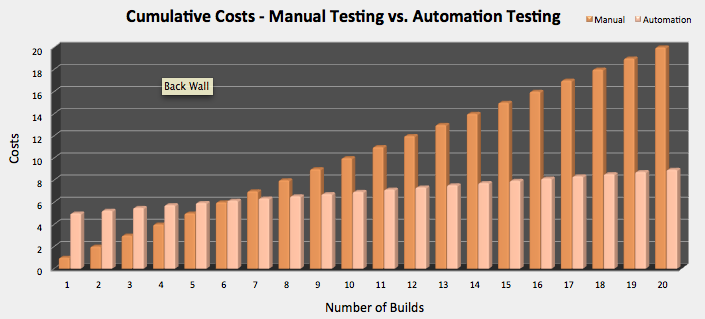 Cumulative Costs - Manual Testing vs. Automation Testing
Manual Automation
Back Wall
Costs
20
18
16
14
12
10
8
6
4
2
0
1 2 3 4 5 6 7 8 9 10 11 12 13 14 15 16 17 18 19 20
Number of Builds